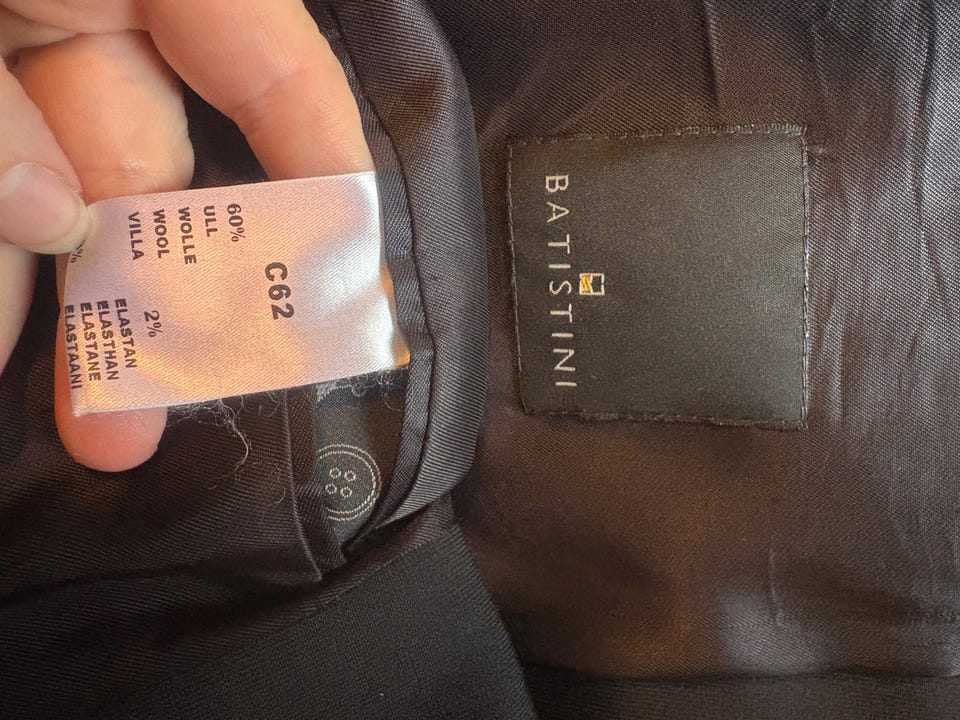 C62
60%
ULL
WOLLE
WOOL
VILLA
2%
ELASTAN
ELASTHAN
ELASTANE
ELASTAANI
BATISTINI